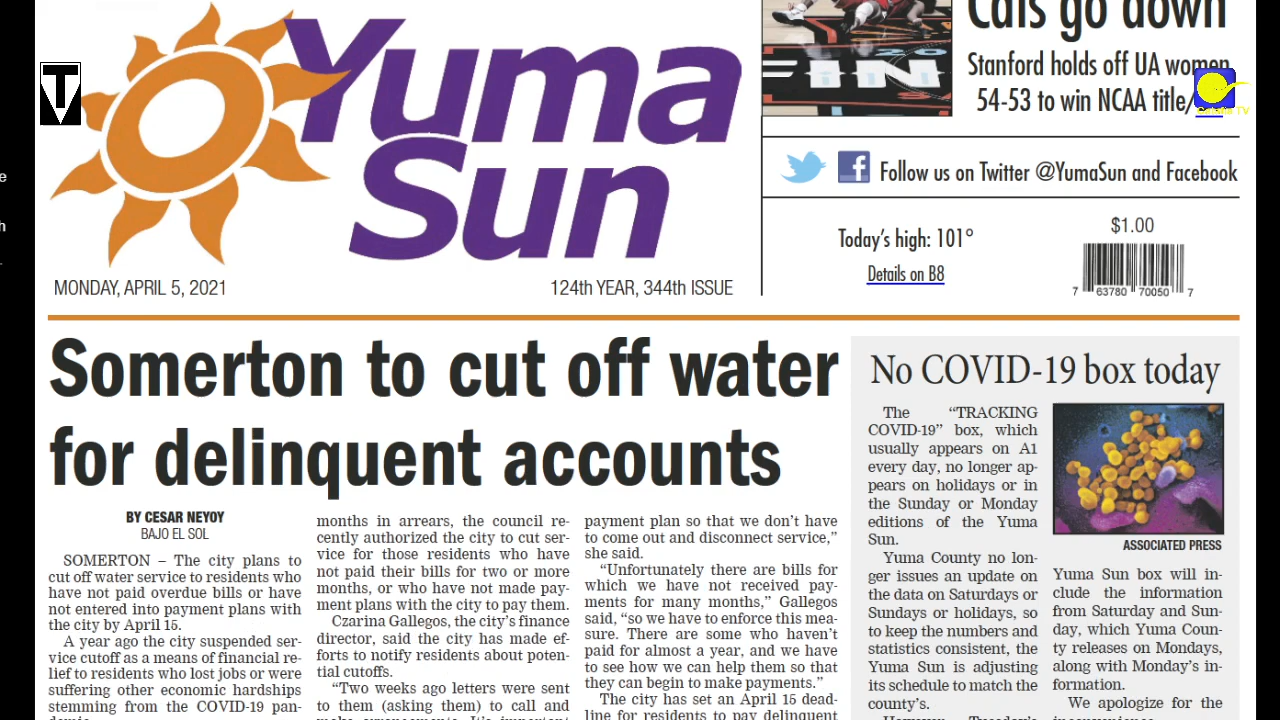 Yuma
Sun
MONDAY, APRIL 5, 2021
124th YEAR, 344th ISSUE
Cats go down
Stanford holds off UA women
54-53 to win NCAA title/
Follow us on Twitter @YumaSun and Facebook
Today's high: 101°
Details on B8
$1.00
7 63780 70050 7
Somerton to cut off water
for delinquent accounts
BY CESAR NEYOY
BAJO EL SOL
SOMERTON – The city plans to
cut off water service to residents who
have not paid overdue bills or have
not entered into payment plans with
the city by April 15.
A year ago the city suspended ser-
vice cutoff as a means of financial re-
lief to residents who lost jobs or were
suffering other economic hardships
stemming from the COVID-19 pan-
months in arrears, the council re-
cently authorized the city to cut ser-
vice for those residents who have
not paid their bills for two or more
months, or who have not made pay-
ment plans with the city to pay them.
Czarina Gallegos, the city's finance
director, said the city has made ef-
forts to notify residents about poten-
tial cutoffs.
"Two weeks ago letters were sent
to them (asking them) to call and
payment plan so that we don't have
to come out and disconnect service,"
she said.
"Unfortunately there are bills for
which we have not received pay-
ments for many months," Gallegos
said, "so we have to enforce this mea-
sure. There are some who haven't
paid for almost a year, and we have
to see how we can help them so that
they can begin to make payments."
The city has set an April 15 dead-
line for residents to pay delinquent
No COVID-19 box today
The "TRACKING
COVID-19" box, which
usually appears on A1
every day, no longer ap-
pears on holidays or in
the Sunday or Monday
editions of the Yuma
Sun.
Yuma County no lon-
ger issues an update on
the data on Saturdays or
Sundays or holidays, so
to keep the numbers and
statistics consistent, the
Yuma Sun is adjusting
its schedule to match the
county's.
ASSOCIATED PRESS
Yuma Sun box will in-
clude the information
from Saturday and Sun-
day, which Yuma Coun-
ty releases on Mondays,
along with Monday's in-
formation.
We apologize for the